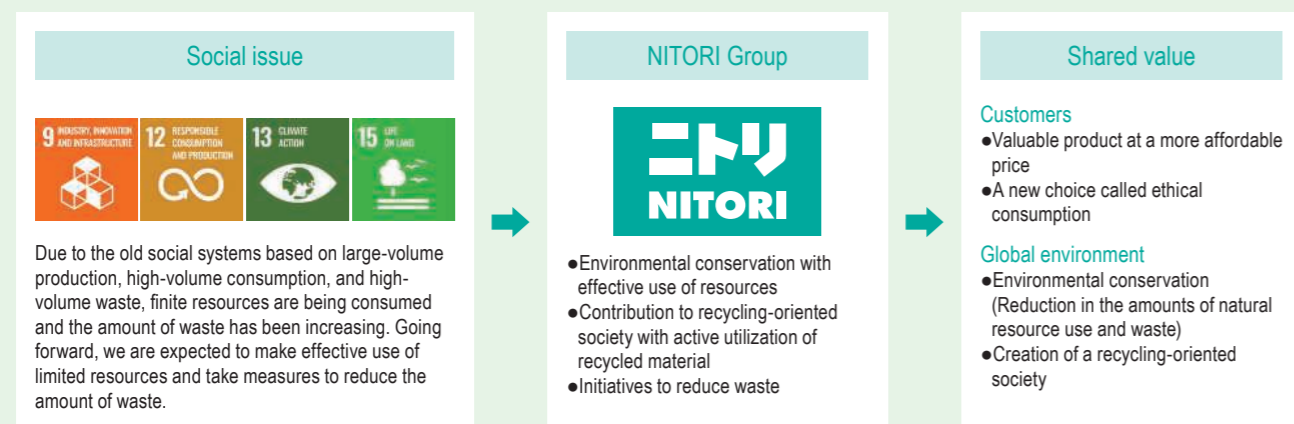 Social issue
9 INDUSTRY, INNOVATION
AND INFRASTRUCTURE
12 RESPONSIBLE
CONSUMPTION
AND PRODUCTION
13 CLIMATE
ACTION
15 LIFE
ON LAND
Due to the old social systems based on large-volume
production, high-volume consumption, and high-
volume waste, finite resources are being consumed
and the amount of waste has been increasing. Going
forward, we are expected to make effective use of
limited resources and take measures to reduce the
amount of waste.
NITORI Group
ニトリ
NITORI
●Environmental conservation with
effective use of resources
●Contribution to recycling-oriented
society with active utilization of
recycled material
●Initiatives to reduce waste
Shared value
Customers
●Valuable product at a more affordable
price
●A new choice called ethical
consumption
Global environment
●Environmental conservation
(Reduction in the amounts of natural
resource use and waste)
●Creation of a recycling-oriented
society